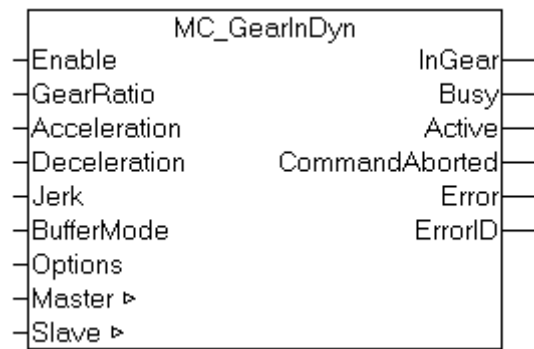 MC_GearInDyn
Enable InGear
GearRatio Busy
Acceleration Active
Deceleration CommandAborted
Jerk Error
BufferMode ErrorID
Options
Master
Slave